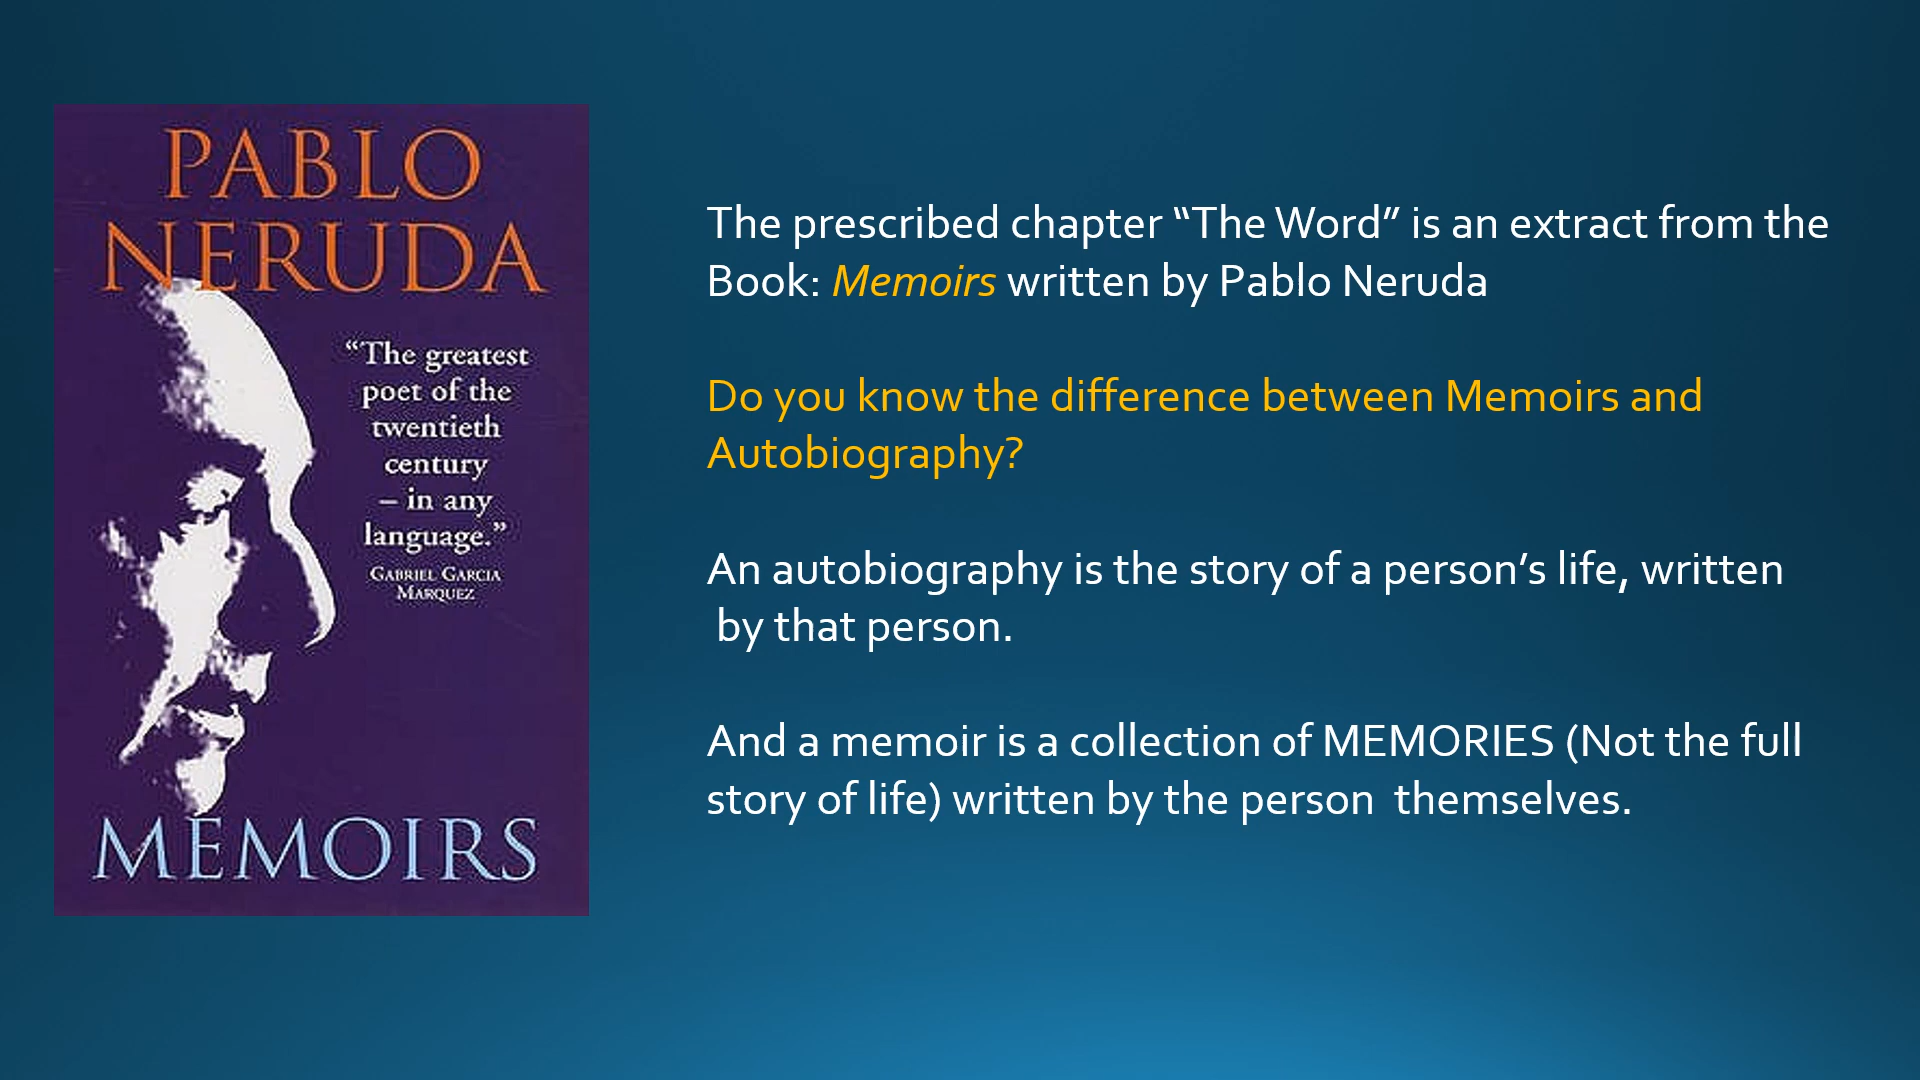 PABLO
NERUDA
“The greatest
poet of the
twentieth
century
– in any
language.”
GABRIEL GARCIA
MARQUEZ
MEMOIRS
The prescribed chapter “The Word” is an extract from the
Book: Memoirs written by Pablo Neruda
Do you know the difference between Memoirs and
Autobiography?
An autobiography is the story of a person’s life, written
by that person.
And a memoir is a collection of MEMORIES (Not the full
story of life) written by the person themselves.